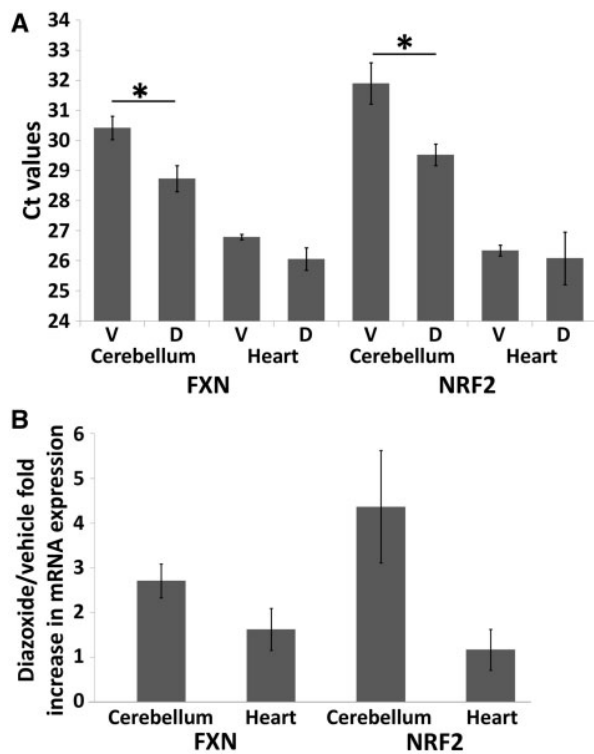 A
Ct values
34
33
32
31
30
29
28
27
26
25
24
*
*
V D V D V D V D
Cerebellum Heart Cerebellum Heart
FXN NRF2
B
Diazoxide/vehicle fold
increase in mRNA expression
6
5
4
3
2
1
0
Cerebellum Heart Cerebellum Heart
FXN NRF2